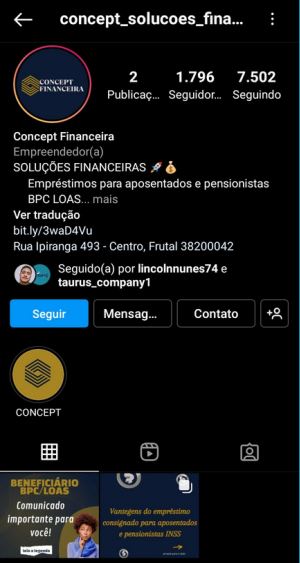 concept_solucoes_fina...
CONCEPT
FINANCEIRA
2 1.796 7.502
Publicaç... Seguidor... Seguindo
Concept Financeira
Empreendedor(a)
SOLUÇÕES FINANCEIRAS 🚀💰
Empréstimos para aposentados e pensionistas
BPC LOAS... mais
Ver tradução
bit.ly/3waD4Vu
Rua Ipiranga 493 - Centro, Frutal 38200042
Seguido(a) por lincolnnunes74 e
taurus_company1
Seguir Mensag... Contato
CONCEPT
BENEFICIÁRIO
BPC/LOAS
Comunicado
importante para
você!
leia a legenda
Vantegens do empréstimo
consignado para aposentados
e pensionistas INSS